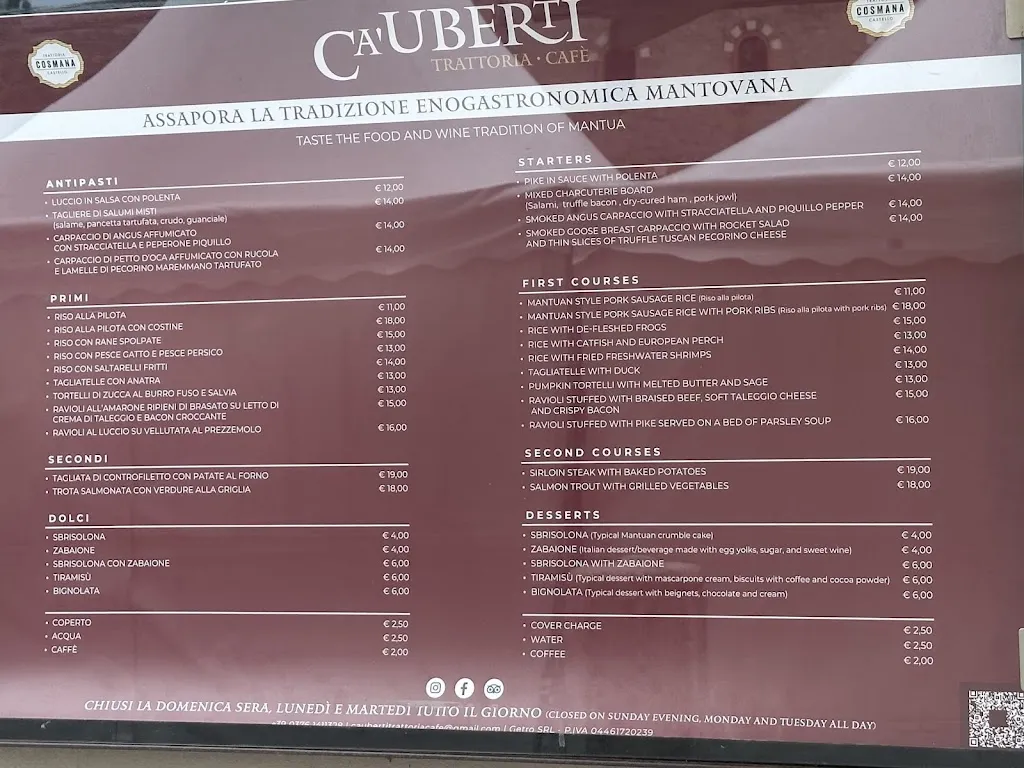 TRATTORIA
COSMANA
CASTELLO
CA'UBERTI
TRATTORIA · CAFÈ
COSMANA
CASTELLO
ASSAPORA LA TRADIZIONE ENOGASTRONOMICA MANTOVANA
TASTE THE FOOD AND WINE TRADITION OF MANTUA
ANTIPASTI
• LUCCIO IN SALSA CON POLENTA € 12,00
• TAGLIERE DI SALUMI MISTI € 14,00
(salame, pancetta tartufata, crudo, guanciale)
• CARPACCIO DI ANGUS AFFUMICATO € 14,00
CON STRACCIATELLA E PEPERONE PIQUILLO
• CARPACCIO DI PETTO D'OCA AFFUMICATO CON RUCOLA € 14,00
E LAMELLE DI PECORINO MAREMMANO TARTUFATO
PRIMI
• RISO ALLA PILOTA € 11,00
• RISO ALLA PILOTA CON COSTINE € 18,00
• RISO CON RANE SPOLPATE € 15,00
• RISO CON PESCE GATTO E PESCE PERSICO € 13,00
• RISO CON SALTARELLI FRITTI € 14,00
• TAGLIATELLE CON ANATRA € 13,00
• TORTELLI DI ZUCCA AL BURRO FUSO E SALVIA € 13,00
• RAVIOLI ALL'AMARONE RIPIENI DI BRASATO SU LETTO DI € 15,00
CREMA DI TALEGGIO E BACON CROCCANTE
• RAVIOLI AL LUCCIO SU VELLUTATA AL PREZZEMOLO € 16,00
SECONDI
• TAGLIATA DI CONTROFILETTO CON PATATE AL FORNO € 19,00
• TROTA SALMONATA CON VERDURE ALLA GRIGLIA € 18,00
DOLCI
• SBRISOLONA € 4,00
• ZABAIONE € 4,00
• SBRISOLONA CON ZABAIONE € 6,00
• TIRAMISÙ € 6,00
• BIGNOLATA € 6,00
• COPERTO € 2,50
• ACQUA € 2,50
• CAFFÈ € 2,00
STARTERS
• PIKE IN SAUCE WITH POLENTA € 12,00
• MIXED CHARCUTERIE BOARD € 14,00
(Salami, truffle bacon , dry-cured ham , pork jowl)
• SMOKED ANGUS CARPACCIO WITH STRACCIATELLA AND PIQUILLO PEPPER € 14,00
• SMOKED GOOSE BREAST CARPACCIO WITH ROCKET SALAD € 14,00
AND THIN SLICES OF TRUFFLE TUSCAN PECORINO CHEESE
FIRST COURSES
• MANTUAN STYLE PORK SAUSAGE RICE (Riso alla pilota) € 11,00
• MANTUAN STYLE PORK SAUSAGE RICE WITH PORK RIBS (Riso alla pilota with pork ribs) € 18,00
• RICE WITH DE-FLESHED FROGS € 15,00
• RICE WITH CATFISH AND EUROPEAN PERCH € 13,00
• RICE WITH FRIED FRESHWATER SHRIMPS € 14,00
• TAGLIATELLE WITH DUCK € 13,00
• PUMPKIN TORTELLI WITH MELTED BUTTER AND SAGE € 13,00
• RAVIOLI STUFFED WITH BRAISED BEEF, SOFT TALEGGIO CHEESE € 15,00
AND CRISPY BACON
• RAVIOLI STUFFED WITH PIKE SERVED ON A BED OF PARSLEY SOUP € 16,00
SECOND COURSES
• SIRLOIN STEAK WITH BAKED POTATOES € 19,00
• SALMON TROUT WITH GRILLED VEGETABLES € 18,00
DESSERTS
• SBRISOLONA (Typical Mantuan crumble cake) € 4,00
• ZABAIONE (Italian dessert/beverage made with egg yolks, sugar, and sweet wine) € 4,00
• SBRISOLONA WITH ZABAIONE € 6,00
• TIRAMISÙ (Typical dessert with mascarpone cream, biscuits with coffee and cocoa powder) € 6,00
• BIGNOLATA (Typical dessert with beignets, chocolate and cream) € 6,00
• COVER CHARGE € 2,50
• WATER € 2,50
• COFFEE € 2,00
CHIUSI LA DOMENICA SERA, LUNEDÌ E MARTEDÌ TUTTO IL GIORNO (CLOSED ON SUNDAY EVENING, MONDAY AND TUESDAY ALL DAY)
+39 0376 1411328 | caubertitrattoriacafe@gmail.com | Getro SRL - P.IVA 04461720239